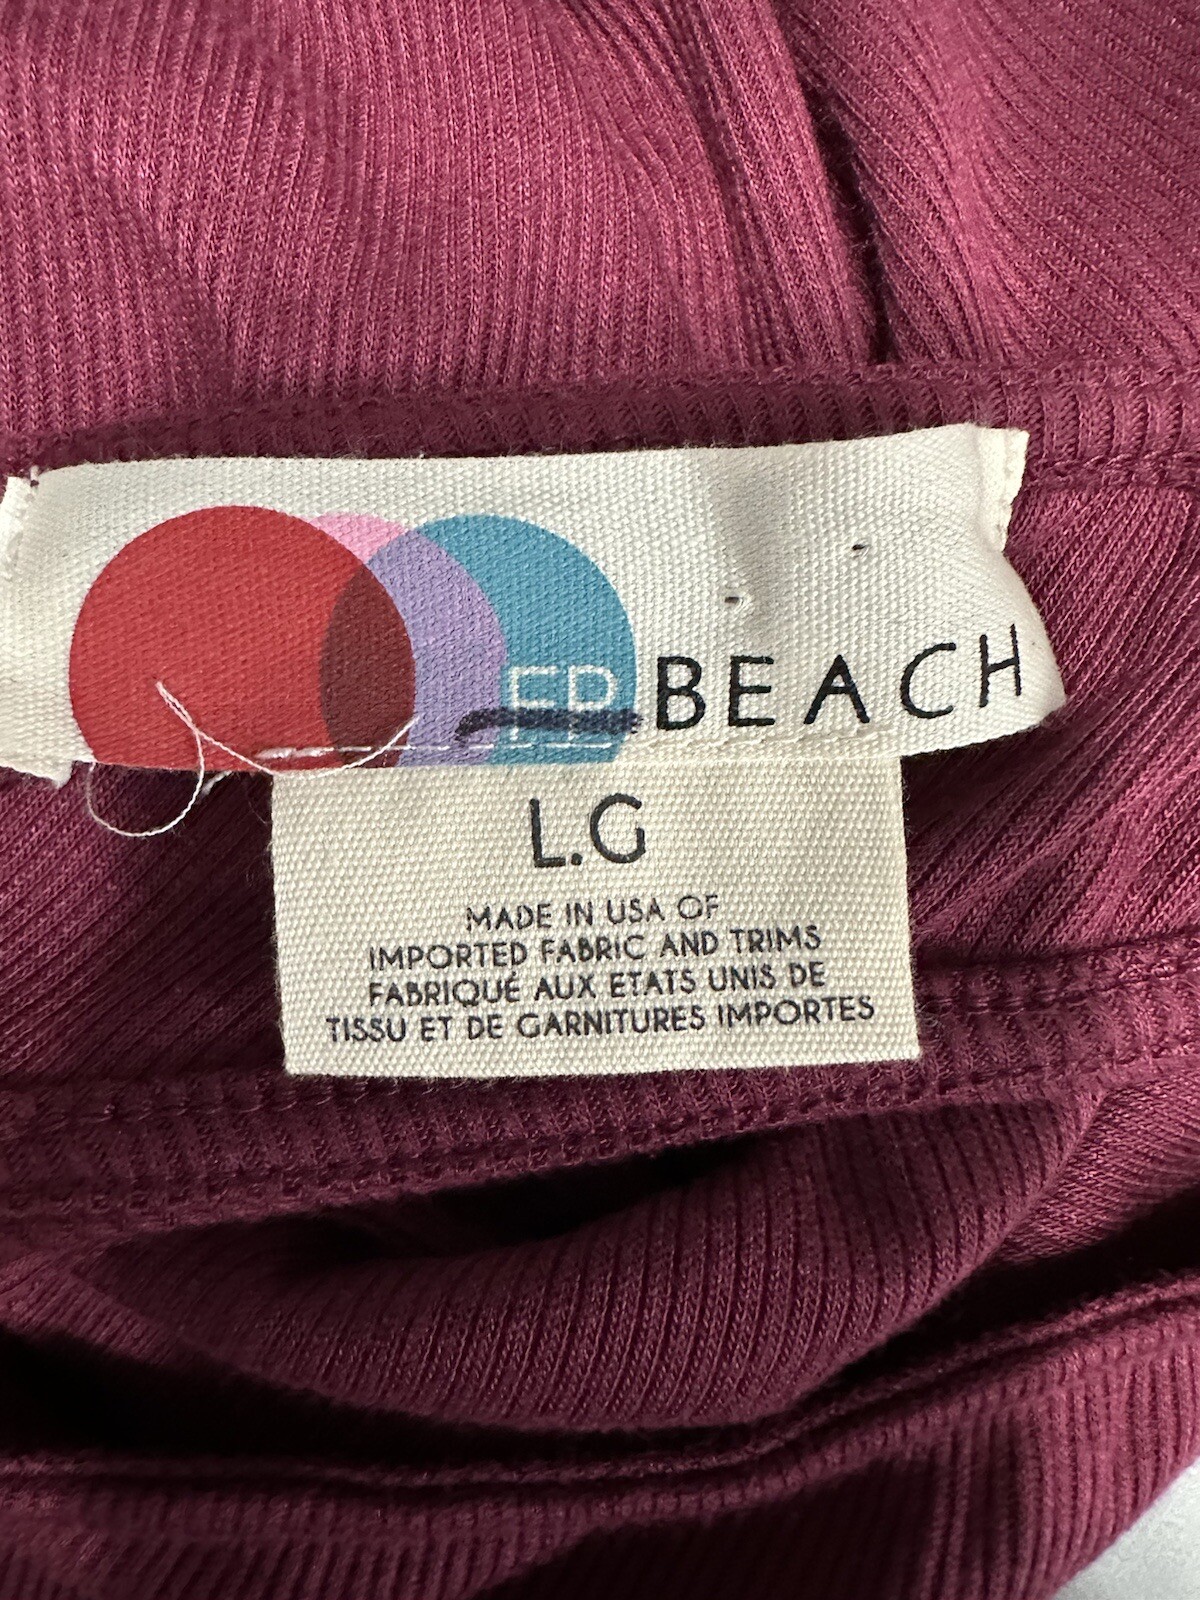 FP BEACH
L.G
MADE IN USA OF
IMPORTED FABRIC AND TRIMS
FABRIQUÉ AUX ETATS UNIS DE
TISSU ET DE GARNITURES IMPORTES